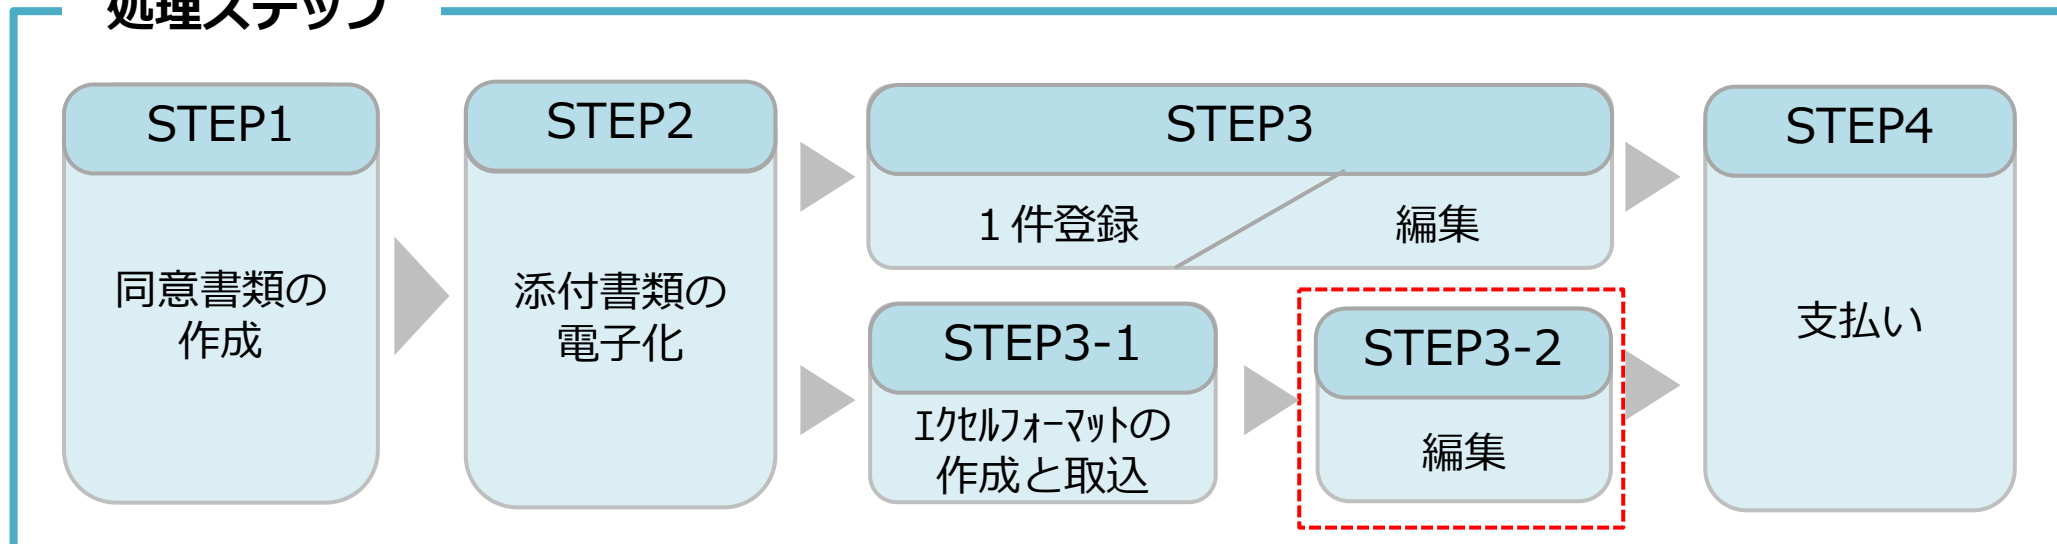 処理ステップ
STEP1
同意書類の
作成
STEP2
添付書類の
電子化
STEP3
1件登録
編集
STEP3-1
ｴｸｾﾙﾌｫｰﾏｯﾄの
作成と取込
STEP3-2
編集
STEP4
支払い